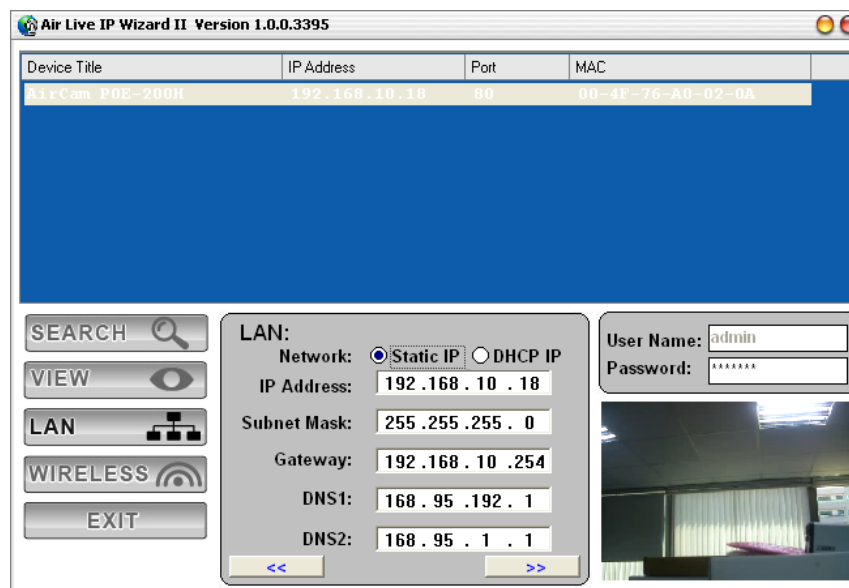 Air Live IP Wizard II Version 1.0.0.3395
Device Title IP Address Port MAC
AirCam POE-200H 192.168.10.18 80 00-4F-76-A0-02-0A
SEARCH
VIEW
LAN
WIRELESS
EXIT
LAN:
Network: Static IP DHCP IP
IP Address: 192.168.10.18
Subnet Mask: 255.255.255.0
Gateway: 192.168.10.254
DNS1: 168.95.192.1
DNS2: 168.95.1.1
<< >>
User Name: admin
Password: *******